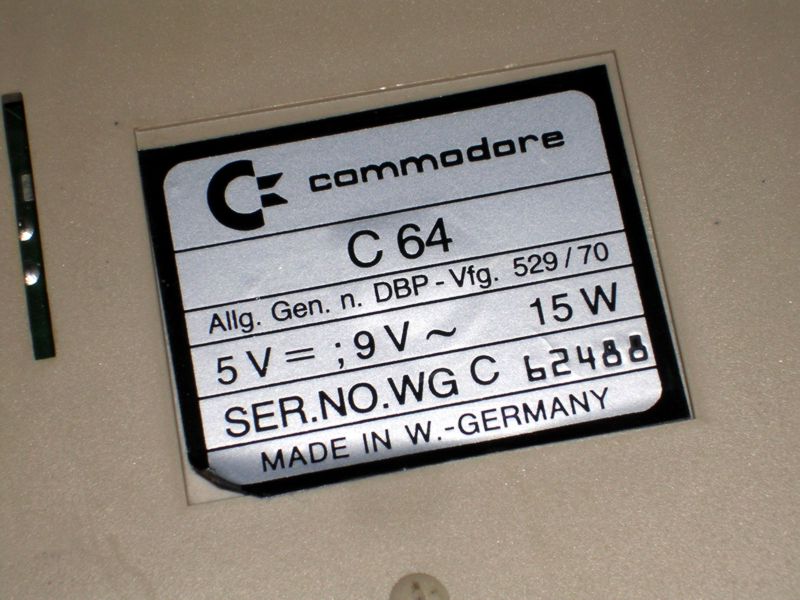 commodore
C 64
Allg. Gen. n. DBP - Vfg. 529 / 70
5 V = ; 9 V ~ 15 W
SER.NO.WG C 62488
MADE IN W.-GERMANY